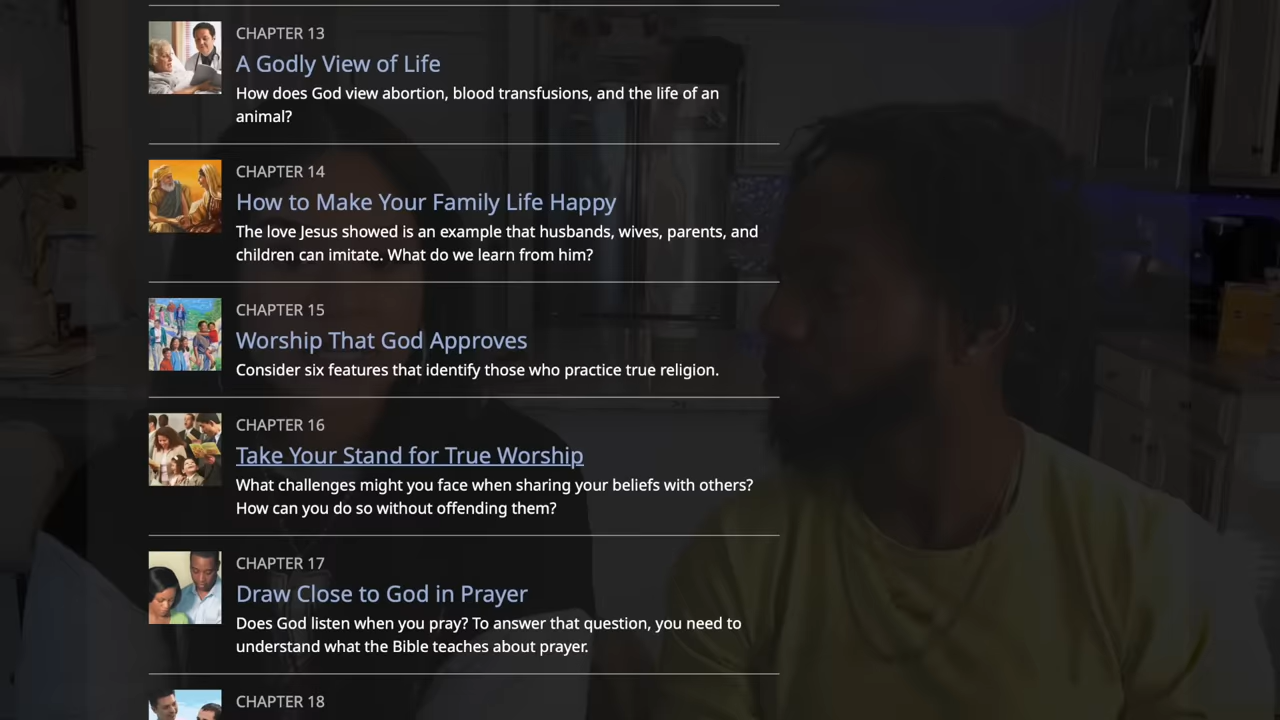 CHAPTER 13
A Godly View of Life
How does God view abortion, blood transfusions, and the life of an
animal?
CHAPTER 14
How to Make Your Family Life Happy
The love Jesus showed is an example that husbands, wives, parents, and
children can imitate. What do we learn from him?
CHAPTER 15
Worship That God Approves
Consider six features that identify those who practice true religion.
CHAPTER 16
Take Your Stand for True Worship
What challenges might you face when sharing your beliefs with others?
How can you do so without offending them?
CHAPTER 17
Draw Close to God in Prayer
Does God listen when you pray? To answer that question, you need to
understand what the Bible teaches about prayer.
CHAPTER 18